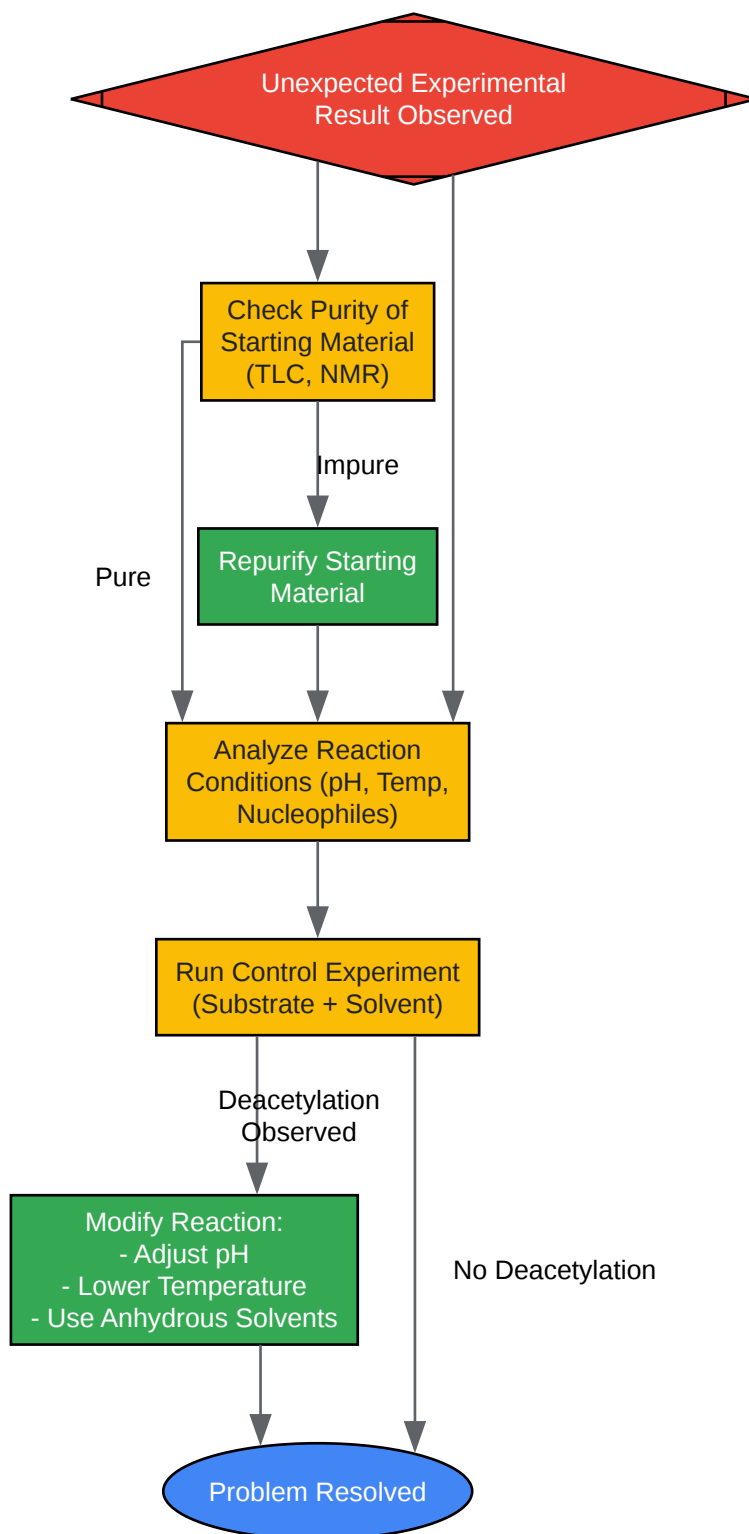 Unexpected Experimental
Result Observed
Check Purity of
Starting Material
(TLC, NMR)
Impure
Repurify Starting
Material
Pure
Analyze Reaction
Conditions (pH, Temp,
Nucleophiles)
Run Control Experiment
(Substrate + Solvent)
Deacetylation
Observed
Modify Reaction:
- Adjust pH
- Lower Temperature
- Use Anhydrous Solvents
No Deacetylation
Problem Resolved